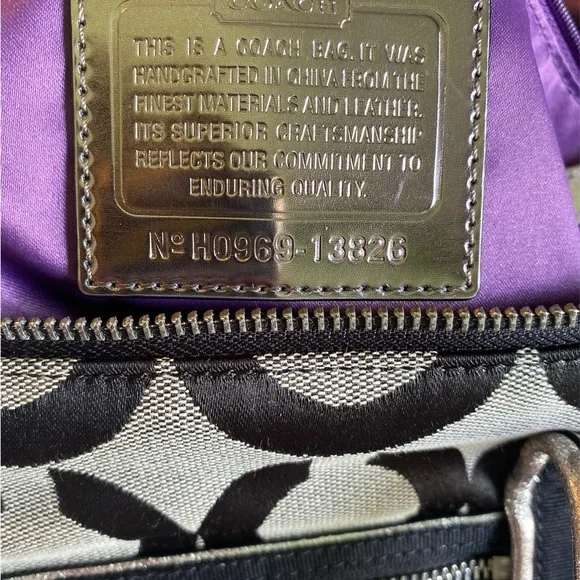 COACH
THIS IS A COACH BAG. IT WAS
HANDCRAFTED IN CHINA FROM THE
FINEST MATERIALS AND LEATHER.
ITS SUPERIOR CRAFTSMANSHIP
REFLECTS OUR COMMITMENT TO
ENDURING QUALITY.
Nº H0969-13826